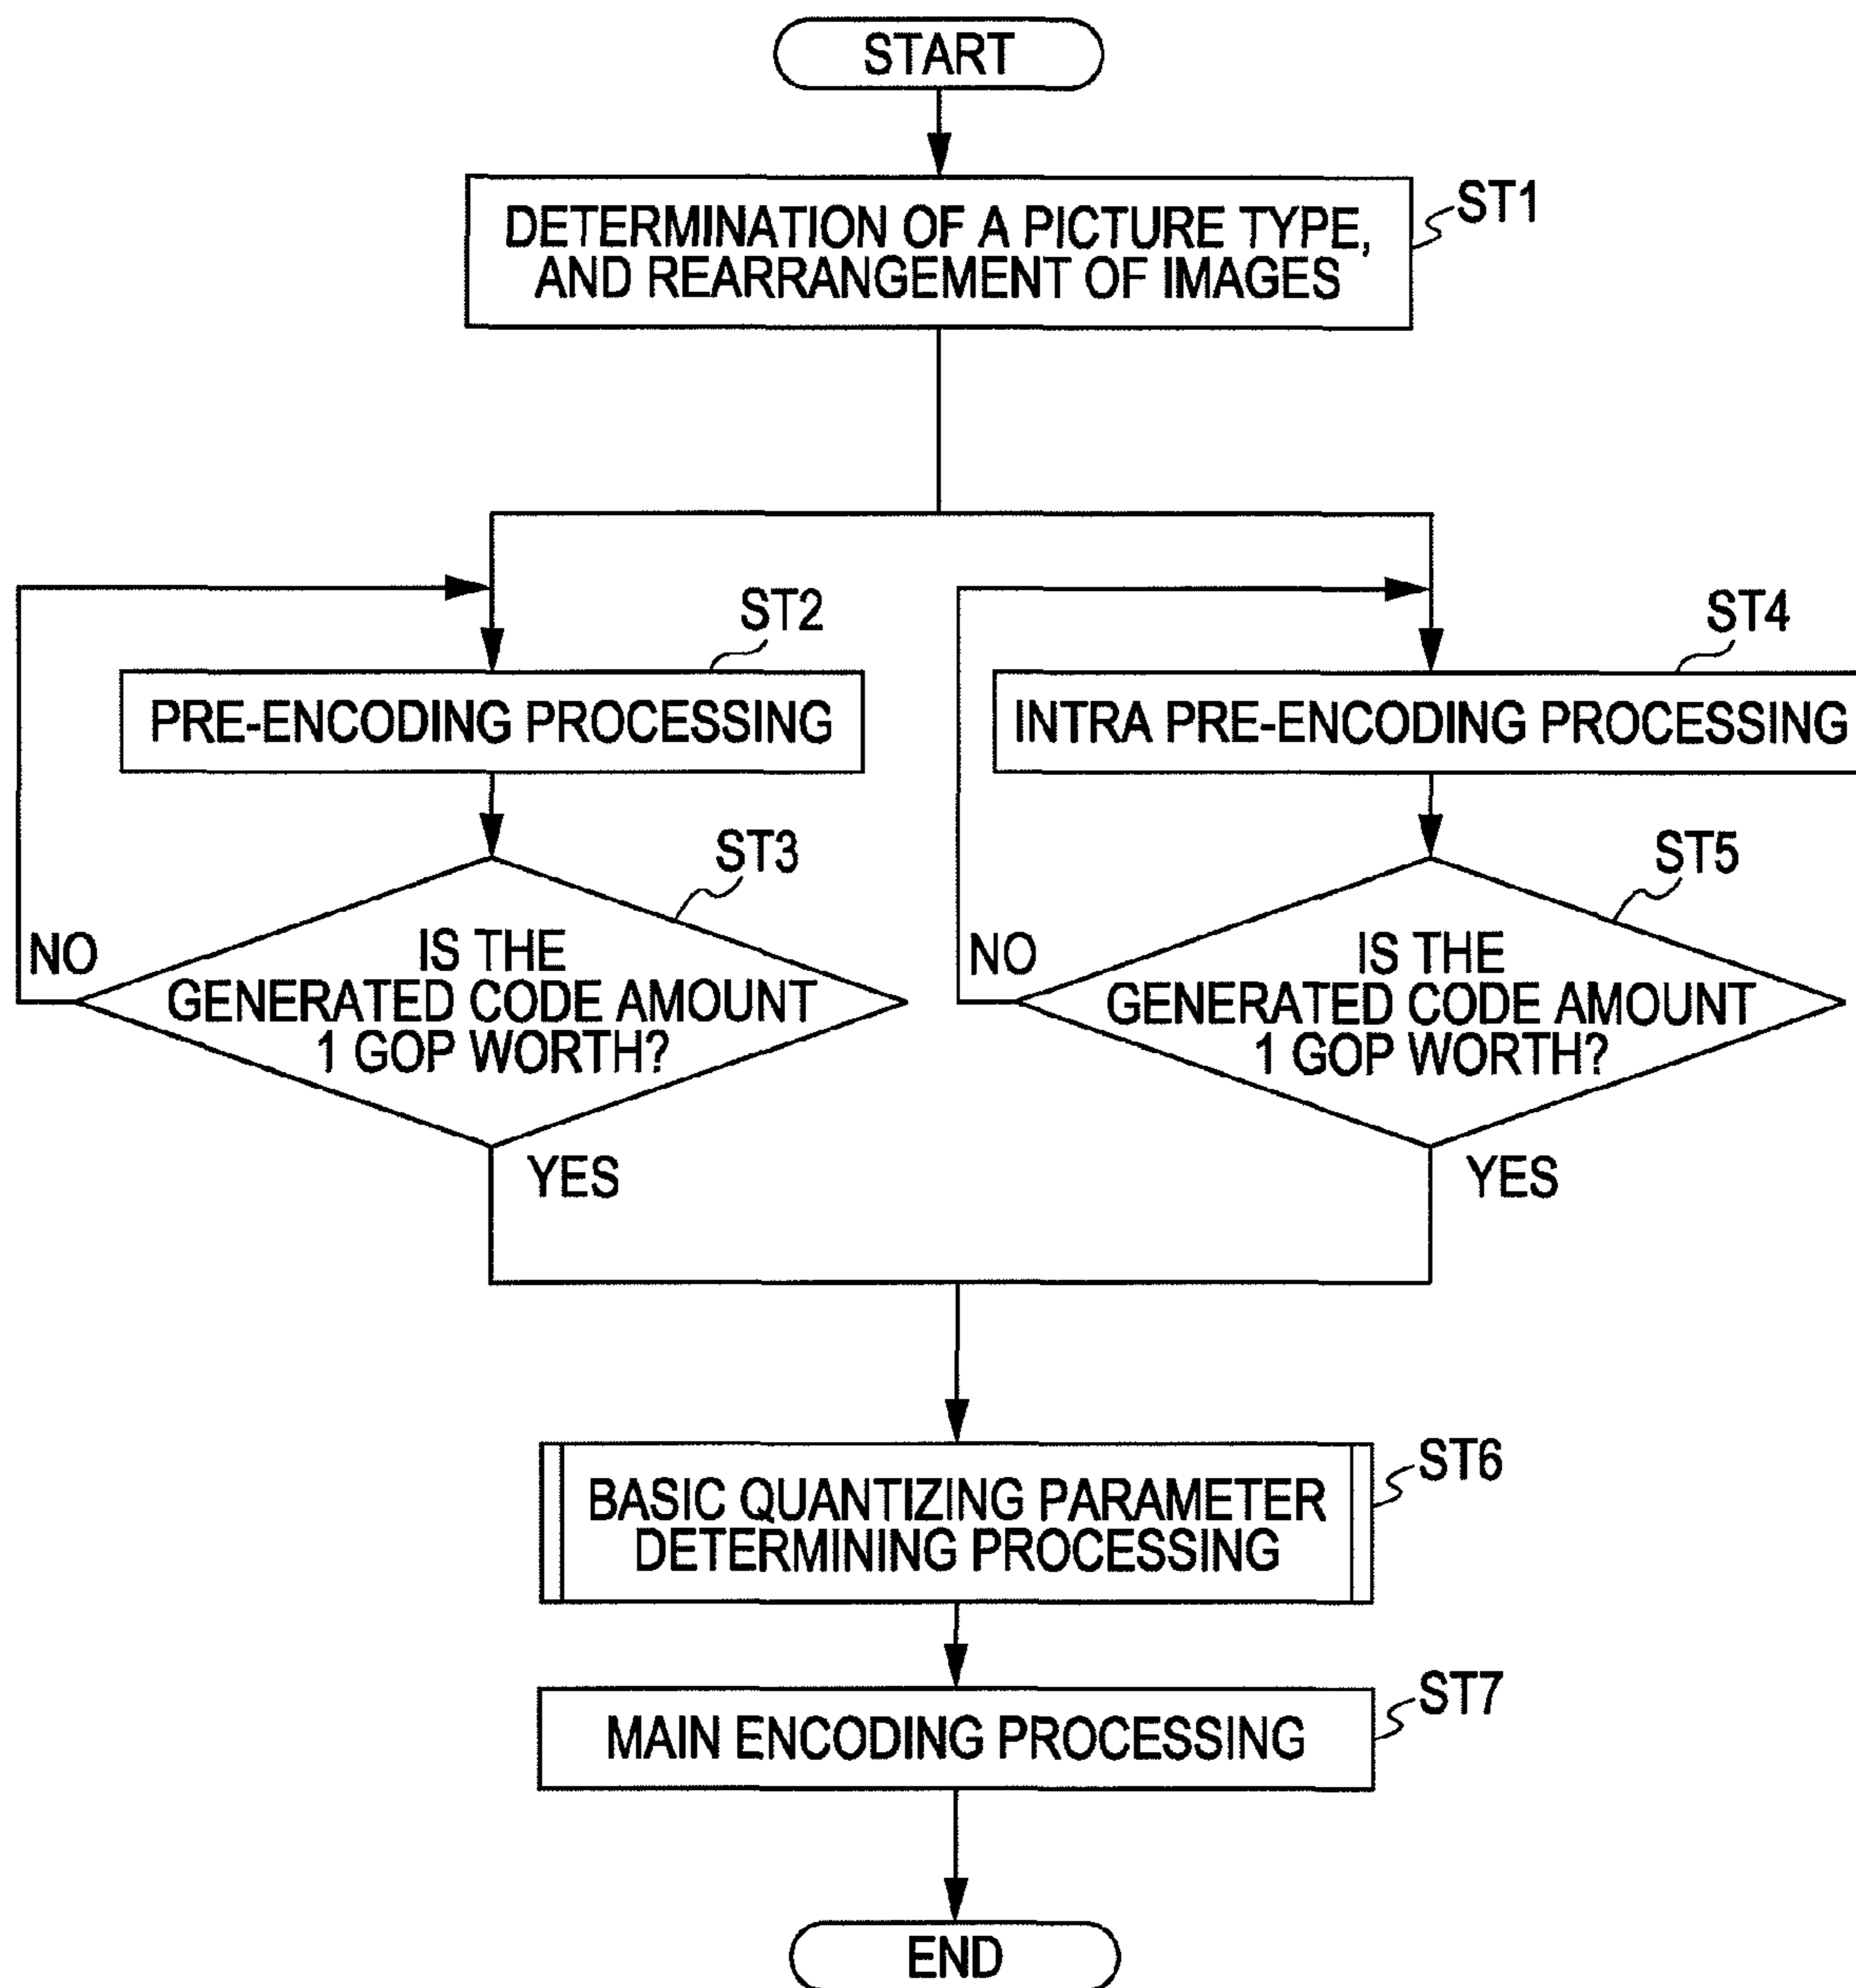 START
DETERMINATION OF A PICTURE TYPE,
AND REARRANGEMENT OF IMAGES
ST1
ST2
PRE-ENCODING PROCESSING
ST4
INTRA PRE-ENCODING PROCESSING
ST3
IS THE
GENERATED CODE AMOUNT
1 GOP WORTH?
NO
YES
ST5
IS THE
GENERATED CODE AMOUNT
1 GOP WORTH?
NO
YES
BASIC QUANTIZING PARAMETER
DETERMINING PROCESSING
ST6
MAIN ENCODING PROCESSING
ST7
END